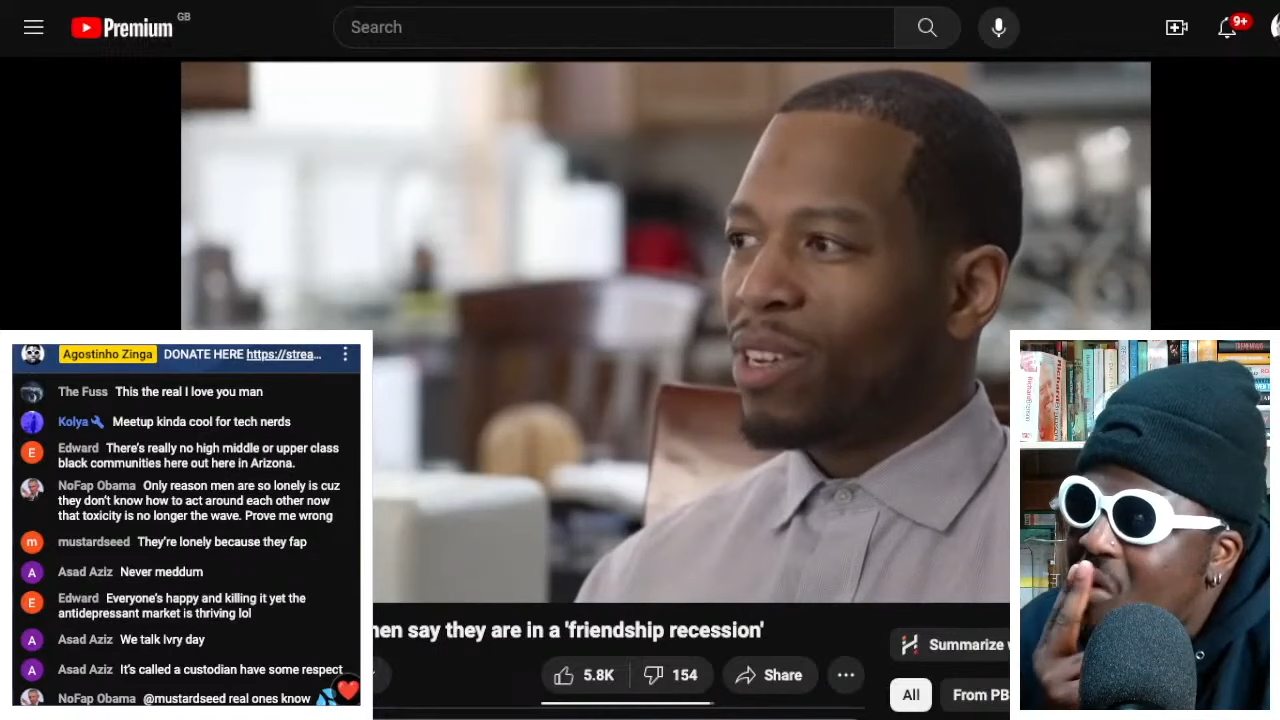 Premium GB
Search
9+
Agostinho Zinga DONATE HERE https://strea...
The Fuss This the real I love you man
Kolya Meetup kinda cool for tech nerds
Edward There's really no high middle or upper class
black communities here out here in Arizona.
NoFap Obama Only reason men are so lonely is cuz
they don't know how to act around each other now
that toxicity is no longer the wave. Prove me wrong
m mustardseed They're lonely because they fap
A Asad Aziz Never meddum
E Edward Everyone's happy and killing it yet the
antidepressant market is thriving lol
A Asad Aziz We talk lvry day
A Asad Aziz It's called a custodian have some respect
NoFap Obama @mustardseed real ones know
men say they are in a 'friendship recession'
5.8K 154 Share
Summarize
All From PB